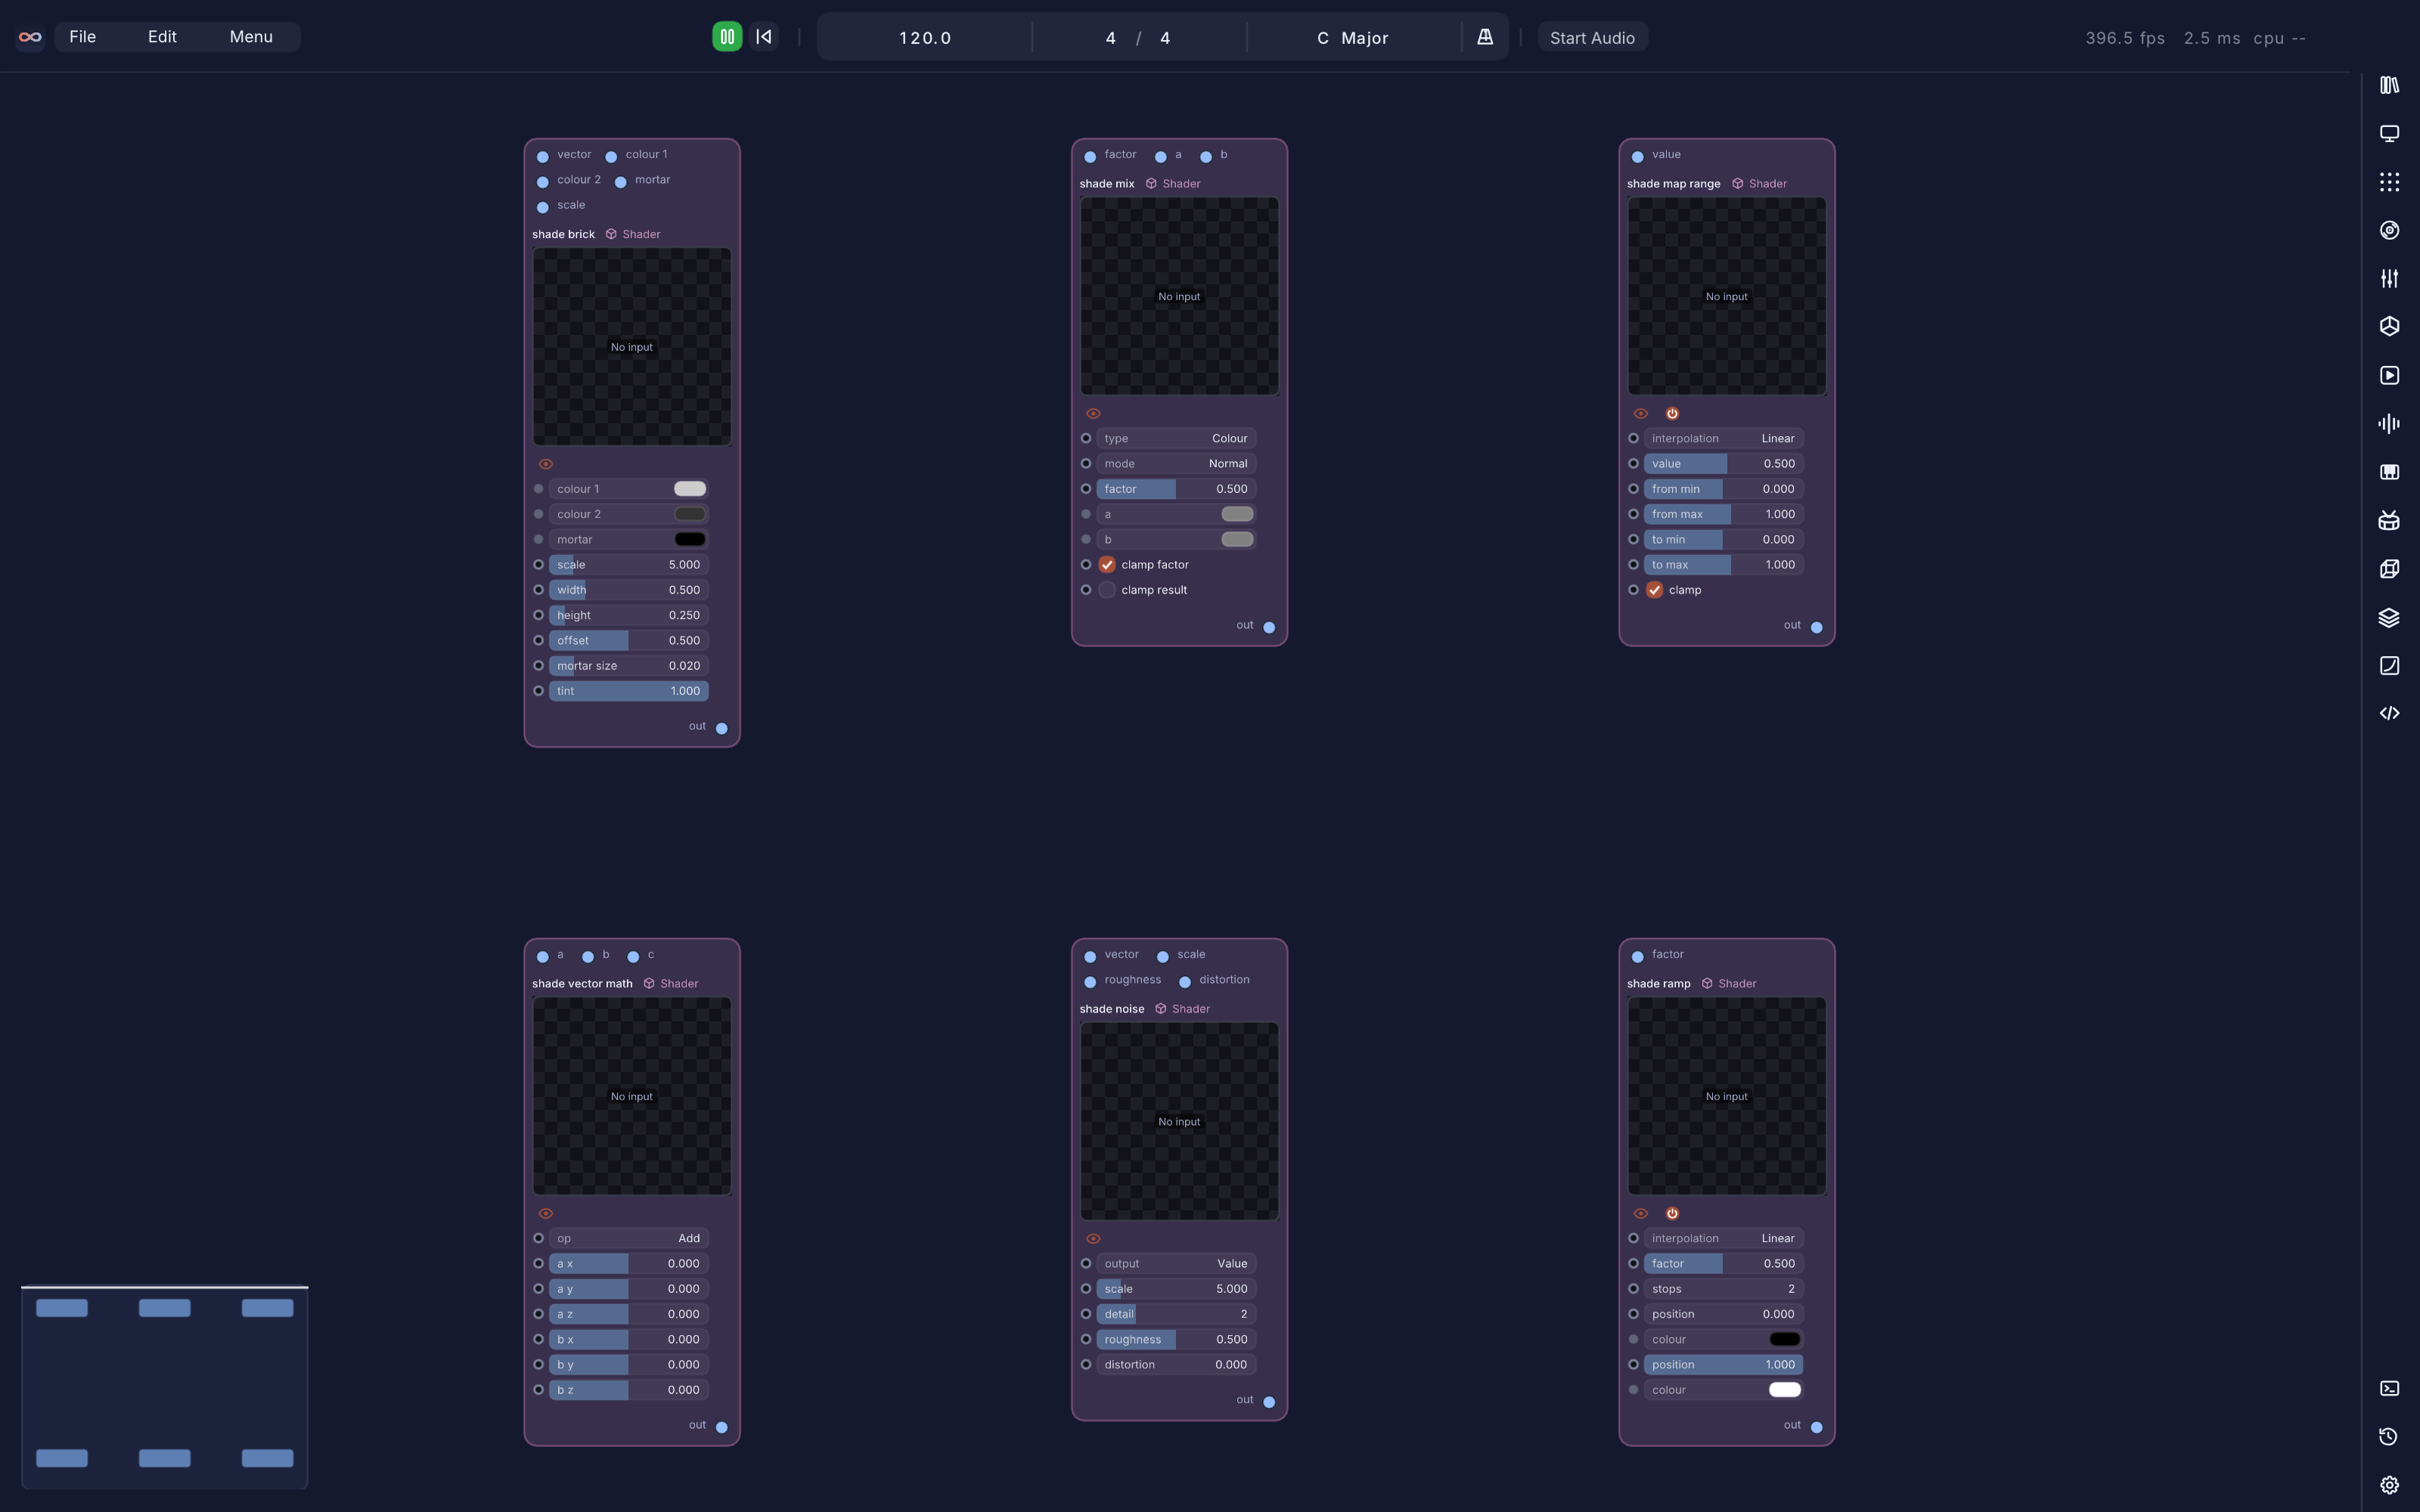 File Edit Menu 120.0 4 / 4 C Major Start Audio 396.5 fps 2.5 ms cpu --
vector colour 1
colour 2 mortar
scale
shade brick Shader
No input
colour 1
colour 2
mortar
scale 5.000
width 0.500
height 0.250
offset 0.500
mortar size 0.020
tint 1.000
out
factor a b
shade mix Shader
No input
type Colour
mode Normal
factor 0.500
a
b
clamp factor
clamp result
out
value
shade map range Shader
No input
interpolation Linear
value 0.500
from min 0.000
from max 1.000
to min 0.000
to max 1.000
clamp
out
a b c
shade vector math Shader
No input
op Add
a x 0.000
a y 0.000
a z 0.000
b x 0.000
b y 0.000
b z 0.000
out
vector scale
roughness distortion
shade noise Shader
No input
output Value
scale 5.000
detail 2
roughness 0.500
distortion 0.000
out
factor
shade ramp Shader
No input
interpolation Linear
factor 0.500
stops 2
position 0.000
colour
position 1.000
colour
out